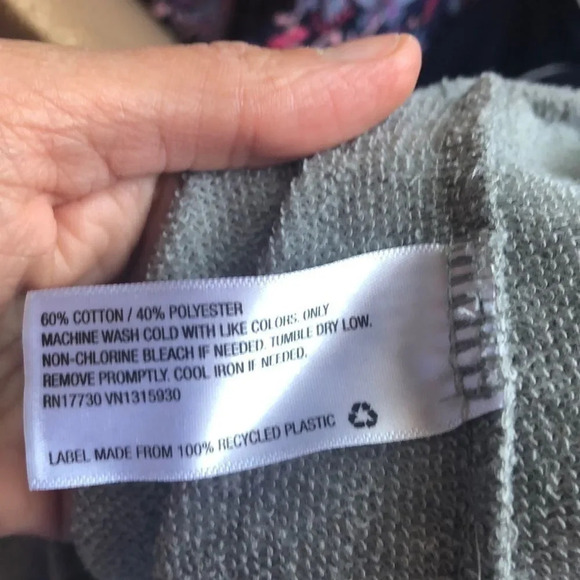 60% COTTON / 40% POLYESTER
MACHINE WASH COLD WITH LIKE COLORS. ONLY
NON-CHLORINE BLEACH IF NEEDED. TUMBLE DRY LOW.
REMOVE PROMPTLY. COOL IRON IF NEEDED.
RN17730 VN1315930
LABEL MADE FROM 100% RECYCLED PLASTIC